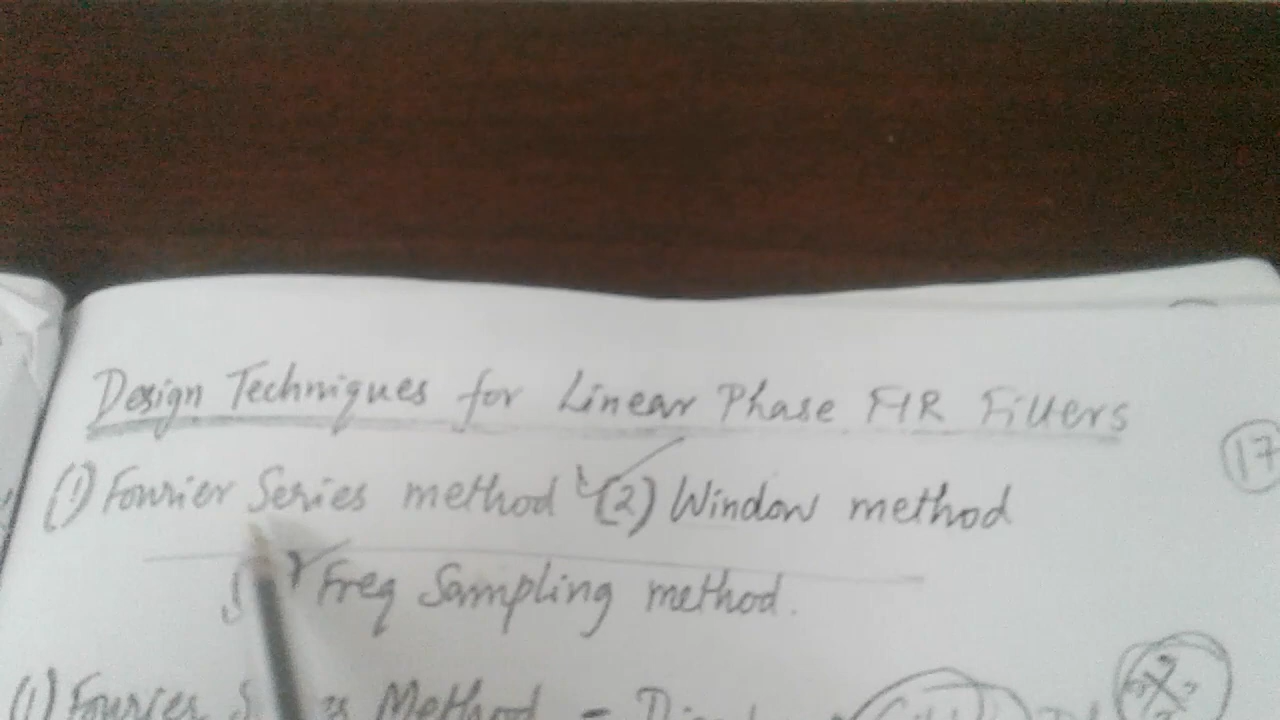 Design Techniques for Linear Phase FIR Filters
17
(1) Fourier Series method (2) Window method
Freq Sampling method.
(1) Fourier Method -